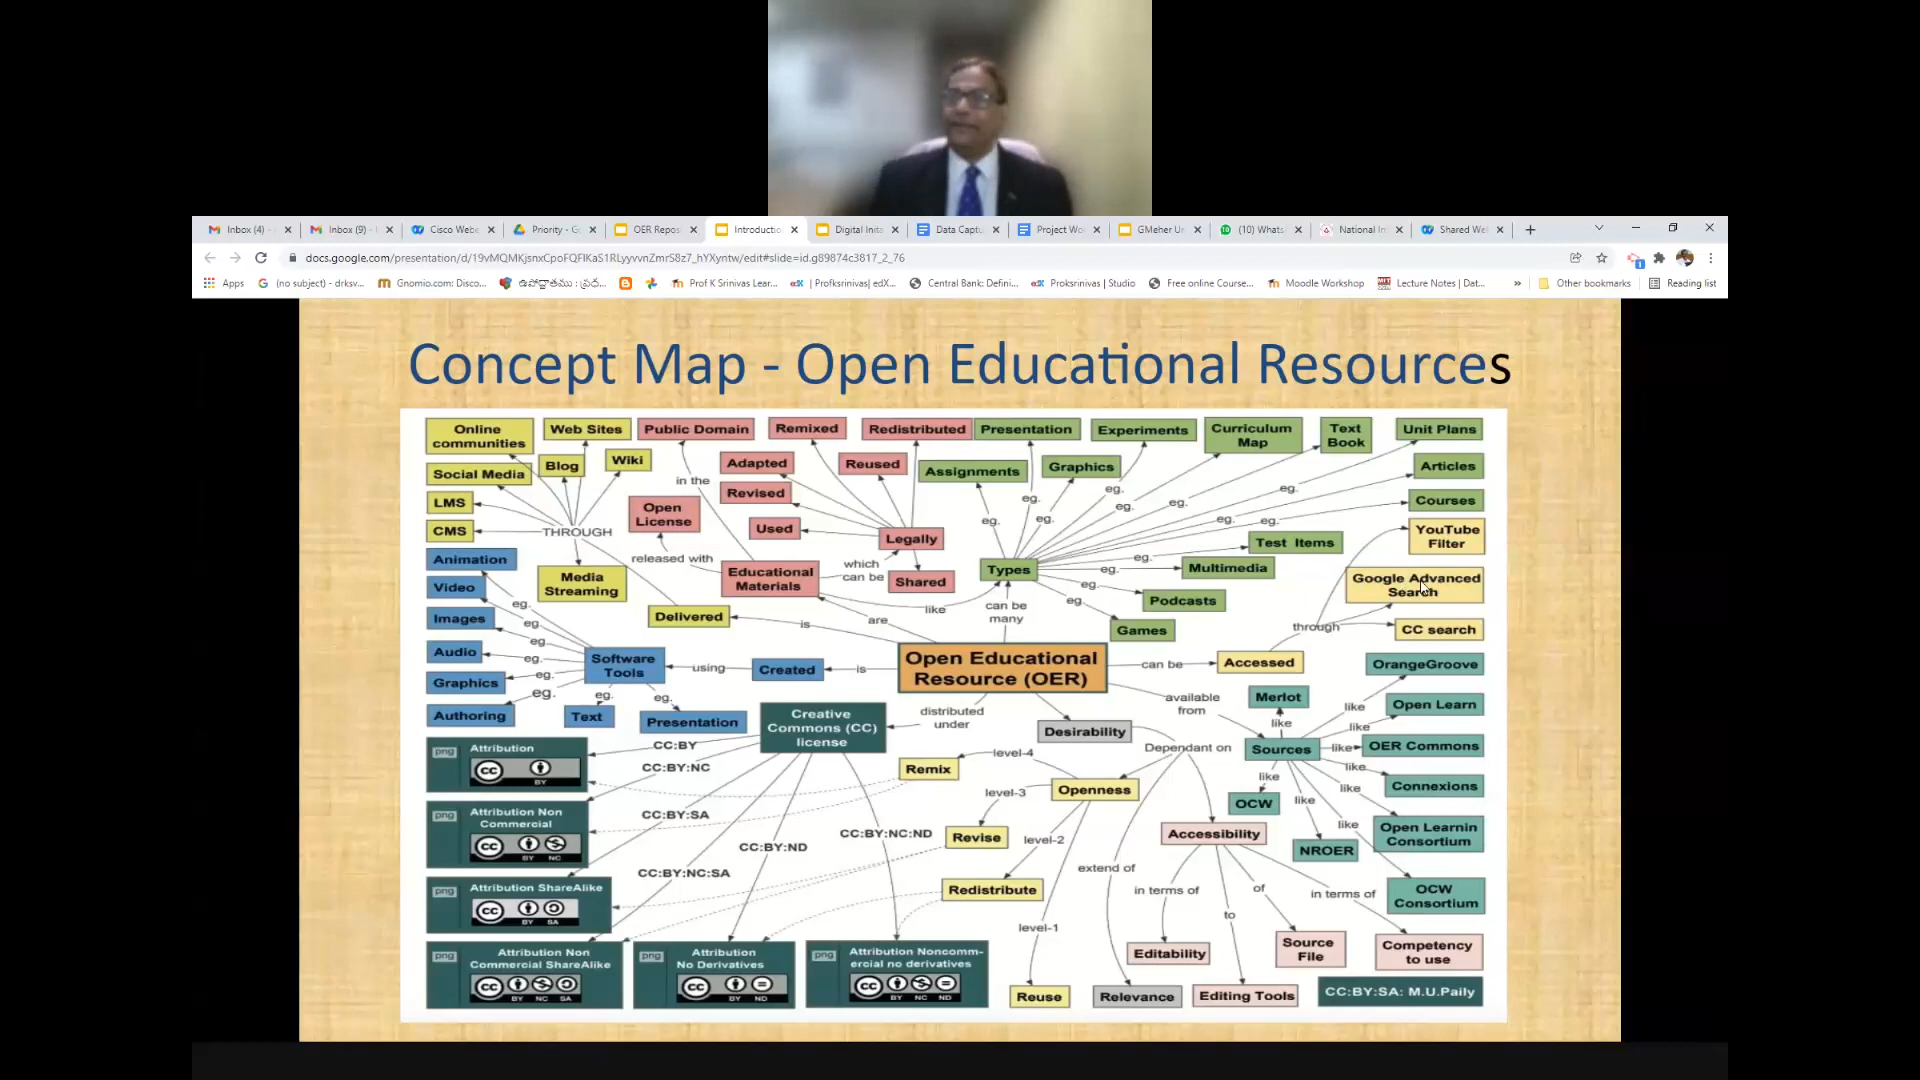 Inbox (4) -
Inbox (9) -
Cisco Webe
Priority - G
OER Repos
Introductio
Digital Inita
Data Captu
Project Wo
GMeher Un
(10) Whats
National In
Shared Wel
docs.google.com/presentation/d/19vMQMKjsnxCpoFQFIKaS1RLyyvvnZmrS8z7_hYXyntw/edit#slide=id.g89874c3817_2_76
Apps
(no subject) - drksv...
Gnomio.com: Disco...
ఉపోద్ఘాతము : ప్రధ...
Prof K Srinivas Lear...
| Profksrinivas| edX...
Central Bank: Defini...
Proksrinivas | Studio
Free online Course...
Moodle Workshop
Lecture Notes | Dat...
»
Other bookmarks
Reading list
Concept Map - Open Educational Resources
Online
communities
Web Sites
Public Domain
Remixed
Redistributed
Presentation
Experiments
Curriculum
Map
Text
Book
Unit Plans
Social Media
Blog
Wiki
in the
Adapted
Reused
Assignments
Graphics
Articles
LMS
Open
License
Revised
eg.
eg.
eg.
eg.
eg.
eg.
eg.
eg.
eg.
Courses
CMS
THROUGH
Used
Legally
YouTube
Filter
Animation
released with
Test Items
Media
Streaming
Educational
Materials
which
can be
Shared
Types
eg.
eg.
eg.
eg.
Multimedia
Google Advanced
Search
Video
eg.
Podcasts
Images
eg.
Delivered
is
like
are
can be
many
Games
through
CC search
Audio
eg.
eg.
eg.
eg.
Software
Tools
using
Created
is
Open Educational
Resource (OER)
can be
Accessed
OrangeGroove
Graphics
eg.
eg.
Merlot
Authoring
Text
Presentation
Creative
Commons (CC)
license
distributed
under
available
from
like
like
Open Learn
Desirability
like
png
Attribution
BY
CC:BY
CC:BY:NC
Dependant on
Sources
like
OER Commons
Remix
level-4
like
like
Connexions
Openness
level-3
like
like
OCW
png
Attribution Non
Commercial
BY NC
CC:BY:SA
CC:BY:NC:ND
Revise
level-2
Accessibility
like
NROER
Open Learnin
Consortium
CC:BY:ND
CC:BY:NC:SA
extend of
png
Attribution ShareAlike
BY SA
Redistribute
in terms of
of
in terms of
OCW
Consortium
to
level-1
png
Attribution Non
Commercial ShareAlike
BY NC SA
png
Attribution
No Derivatives
BY ND
png
Attribution Noncomm-
ercial no derivatives
BY NC ND
Editability
Source
File
Competency
to use
Reuse
Relevance
Editing Tools
CC:BY:SA: M.U.Paily